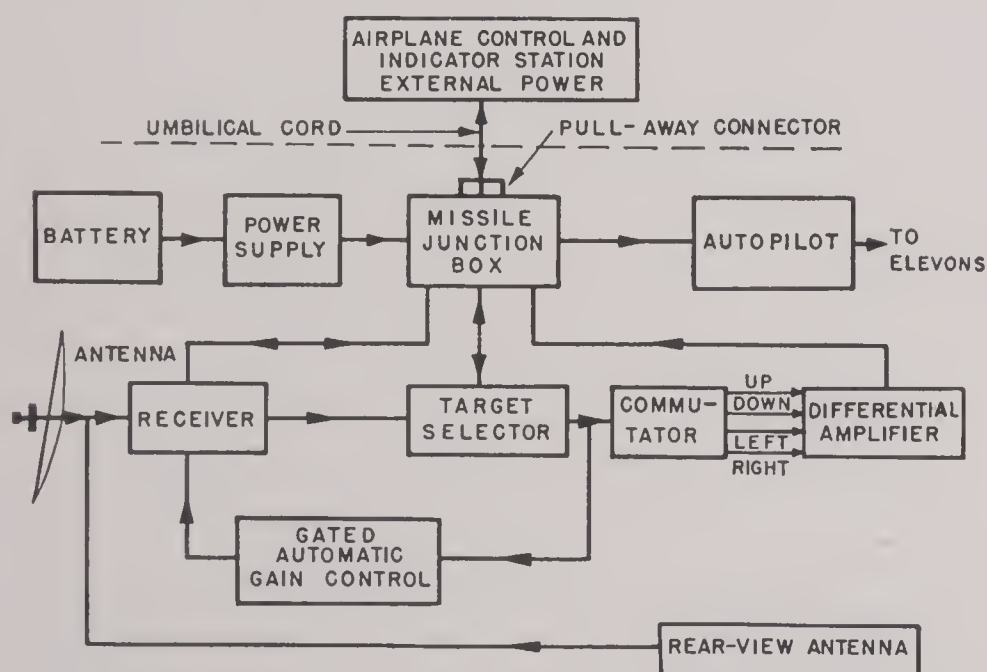 AIRPLANE CONTROL AND
INDICATOR STATION
EXTERNAL POWER
UMBILICAL CORD
PULL-AWAY CONNECTOR
BATTERY
POWER
SUPPLY
MISSILE
JUNCTION
BOX
AUTOPILOT
TO
ELEVONS
ANTENNA
RECEIVER
TARGET
SELECTOR
COMMU-
TATOR
UP
DOWN
LEFT
RIGHT
DIFFERENTIAL
AMPLIFIER
GATED
AUTOMATIC
GAIN CONTROL
REAR-VIEW ANTENNA